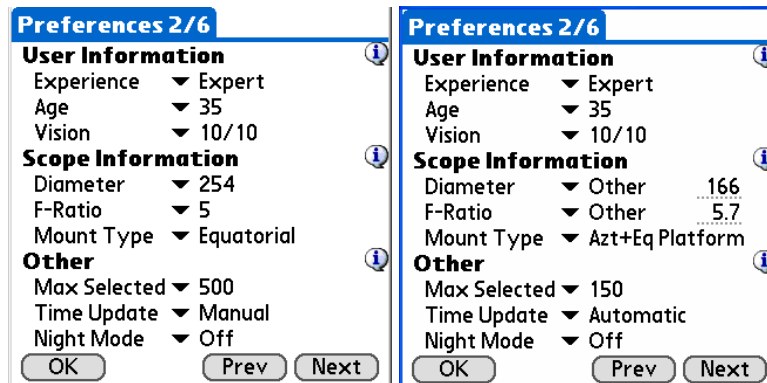 Preferences 2/6
User Information
Experience Expert
Age 35
Vision 10/10
Scope Information
Diameter 254
F-Ratio 5
Mount Type Equatorial
Other
Max Selected 500
Time Update Manual
Night Mode Off
OK Prev Next
Preferences 2/6
User Information
Experience Expert
Age 35
Vision 10/10
Scope Information
Diameter Other 166
F-Ratio Other 5.7
Mount Type Azt+Eq Platform
Other
Max Selected 150
Time Update Automatic
Night Mode Off
OK Prev Next